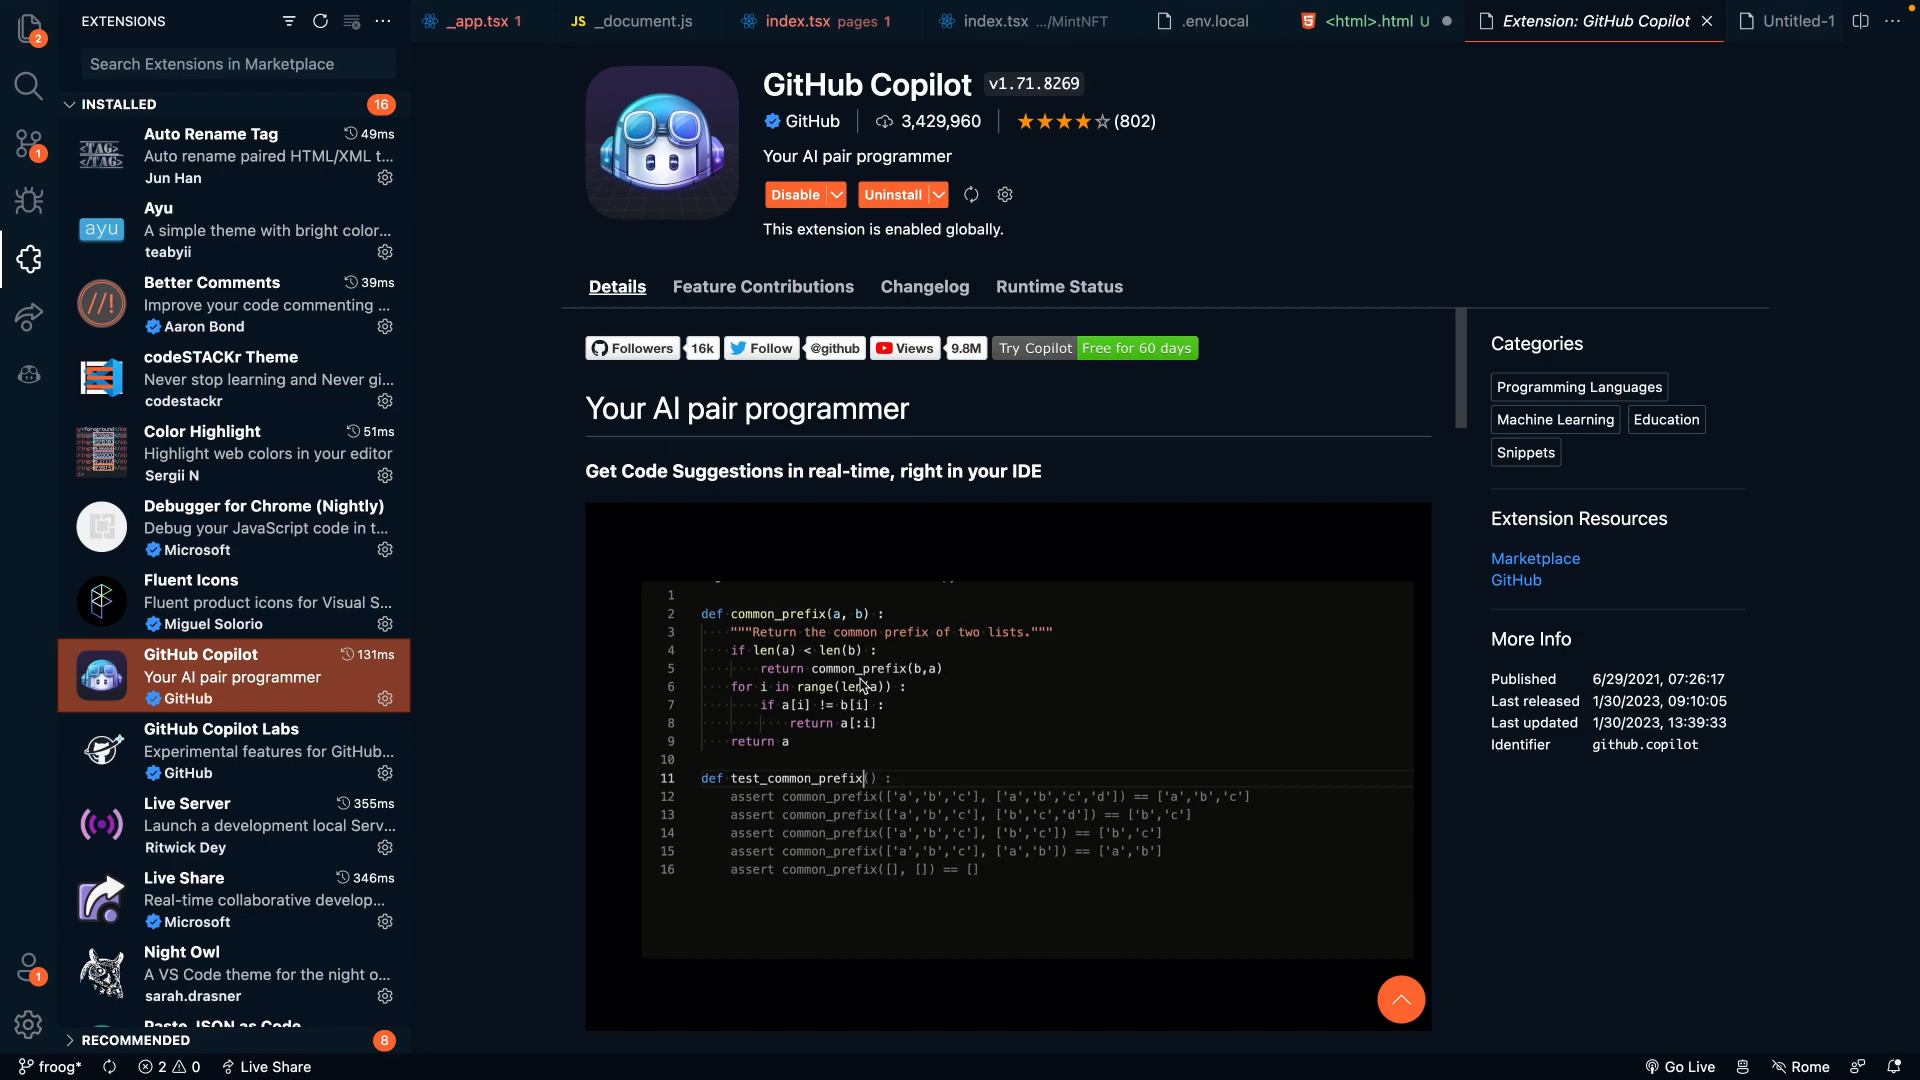 2
1
1
EXTENSIONS
Search Extensions in Marketplace
INSTALLED 16
<TAG>
</TAG>
Auto Rename Tag 49ms
Auto rename paired HTML/XML t...
Jun Han
ayu
Ayu
A simple theme with bright color...
teabyii
//!
Better Comments 39ms
Improve your code commenting ...
Aaron Bond
codeSTACKr Theme
Never stop learning and Never gi...
codestackr
Color Highlight 51ms
Highlight web colors in your editor
Sergii N
Debugger for Chrome (Nightly)
Debug your JavaScript code in t...
Microsoft
Fluent Icons
Fluent product icons for Visual S...
Miguel Solorio
GitHub Copilot 131ms
Your AI pair programmer
GitHub
GitHub Copilot Labs
Experimental features for GitHub...
GitHub
Live Server 355ms
Launch a development local Serv...
Ritwick Dey
Live Share 346ms
Real-time collaborative develop...
Microsoft
Night Owl
A VS Code theme for the night o...
sarah.drasner
Paste JSON as Code
RECOMMENDED 8
_app.tsx 1 JS _document.js index.tsx pages 1 index.tsx .../MintNFT .env.local <html>.html U Extension: GitHub Copilot Untitled-1
GitHub Copilot v1.71.8269
GitHub 3,429,960 (802)
Your AI pair programmer
Disable Uninstall
This extension is enabled globally.
Details Feature Contributions Changelog Runtime Status
Followers 16k Follow @github Views 9.8M Try Copilot Free for 60 days
Your AI pair programmer
Get Code Suggestions in real-time, right in your IDE
1
2 def common_prefix(a, b) :
3 """Return the common prefix of two lists."""
4 if len(a) < len(b) :
5 return common_prefix(b,a)
6 for i in range(len(a)) :
7 if a[i] != b[i] :
8 return a[:i]
9 return a
10
11 def test_common_prefix() :
12 assert common_prefix(['a','b','c'], ['a','b','c','d']) == ['a','b','c']
13 assert common_prefix(['a','b','c'], ['b','c','d']) == ['b','c']
14 assert common_prefix(['a','b','c'], ['b','c']) == ['b','c']
15 assert common_prefix(['a','b','c'], ['a','b']) == ['a','b']
16 assert common_prefix([], []) == []
Categories
Programming Languages
Machine Learning Education
Snippets
Extension Resources
Marketplace
GitHub
More Info
Published 6/29/2021, 07:26:17
Last released 1/30/2023, 09:10:05
Last updated 1/30/2023, 13:39:33
Identifier github.copilot
froog* 2 0 Live Share Go Live Rome